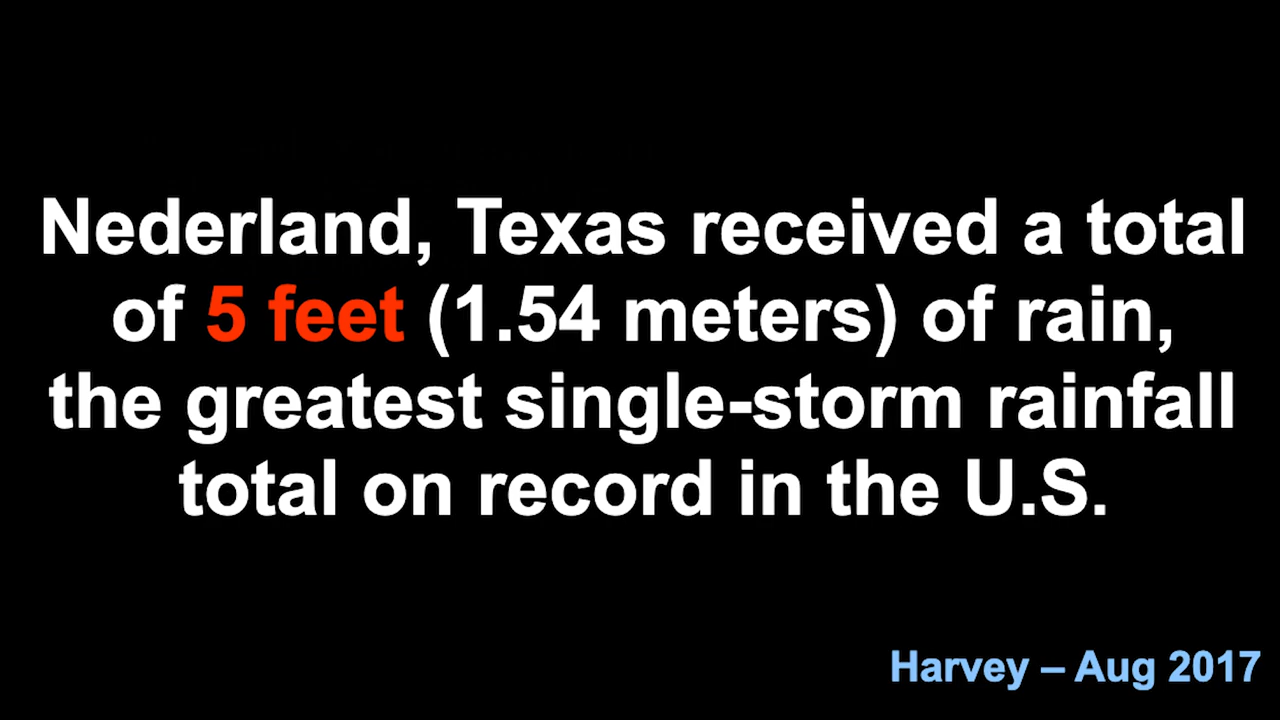 Nederland, Texas received a total
of 5 feet (1.54 meters) of rain,
the greatest single-storm rainfall
total on record in the U.S.
Harvey – Aug 2017